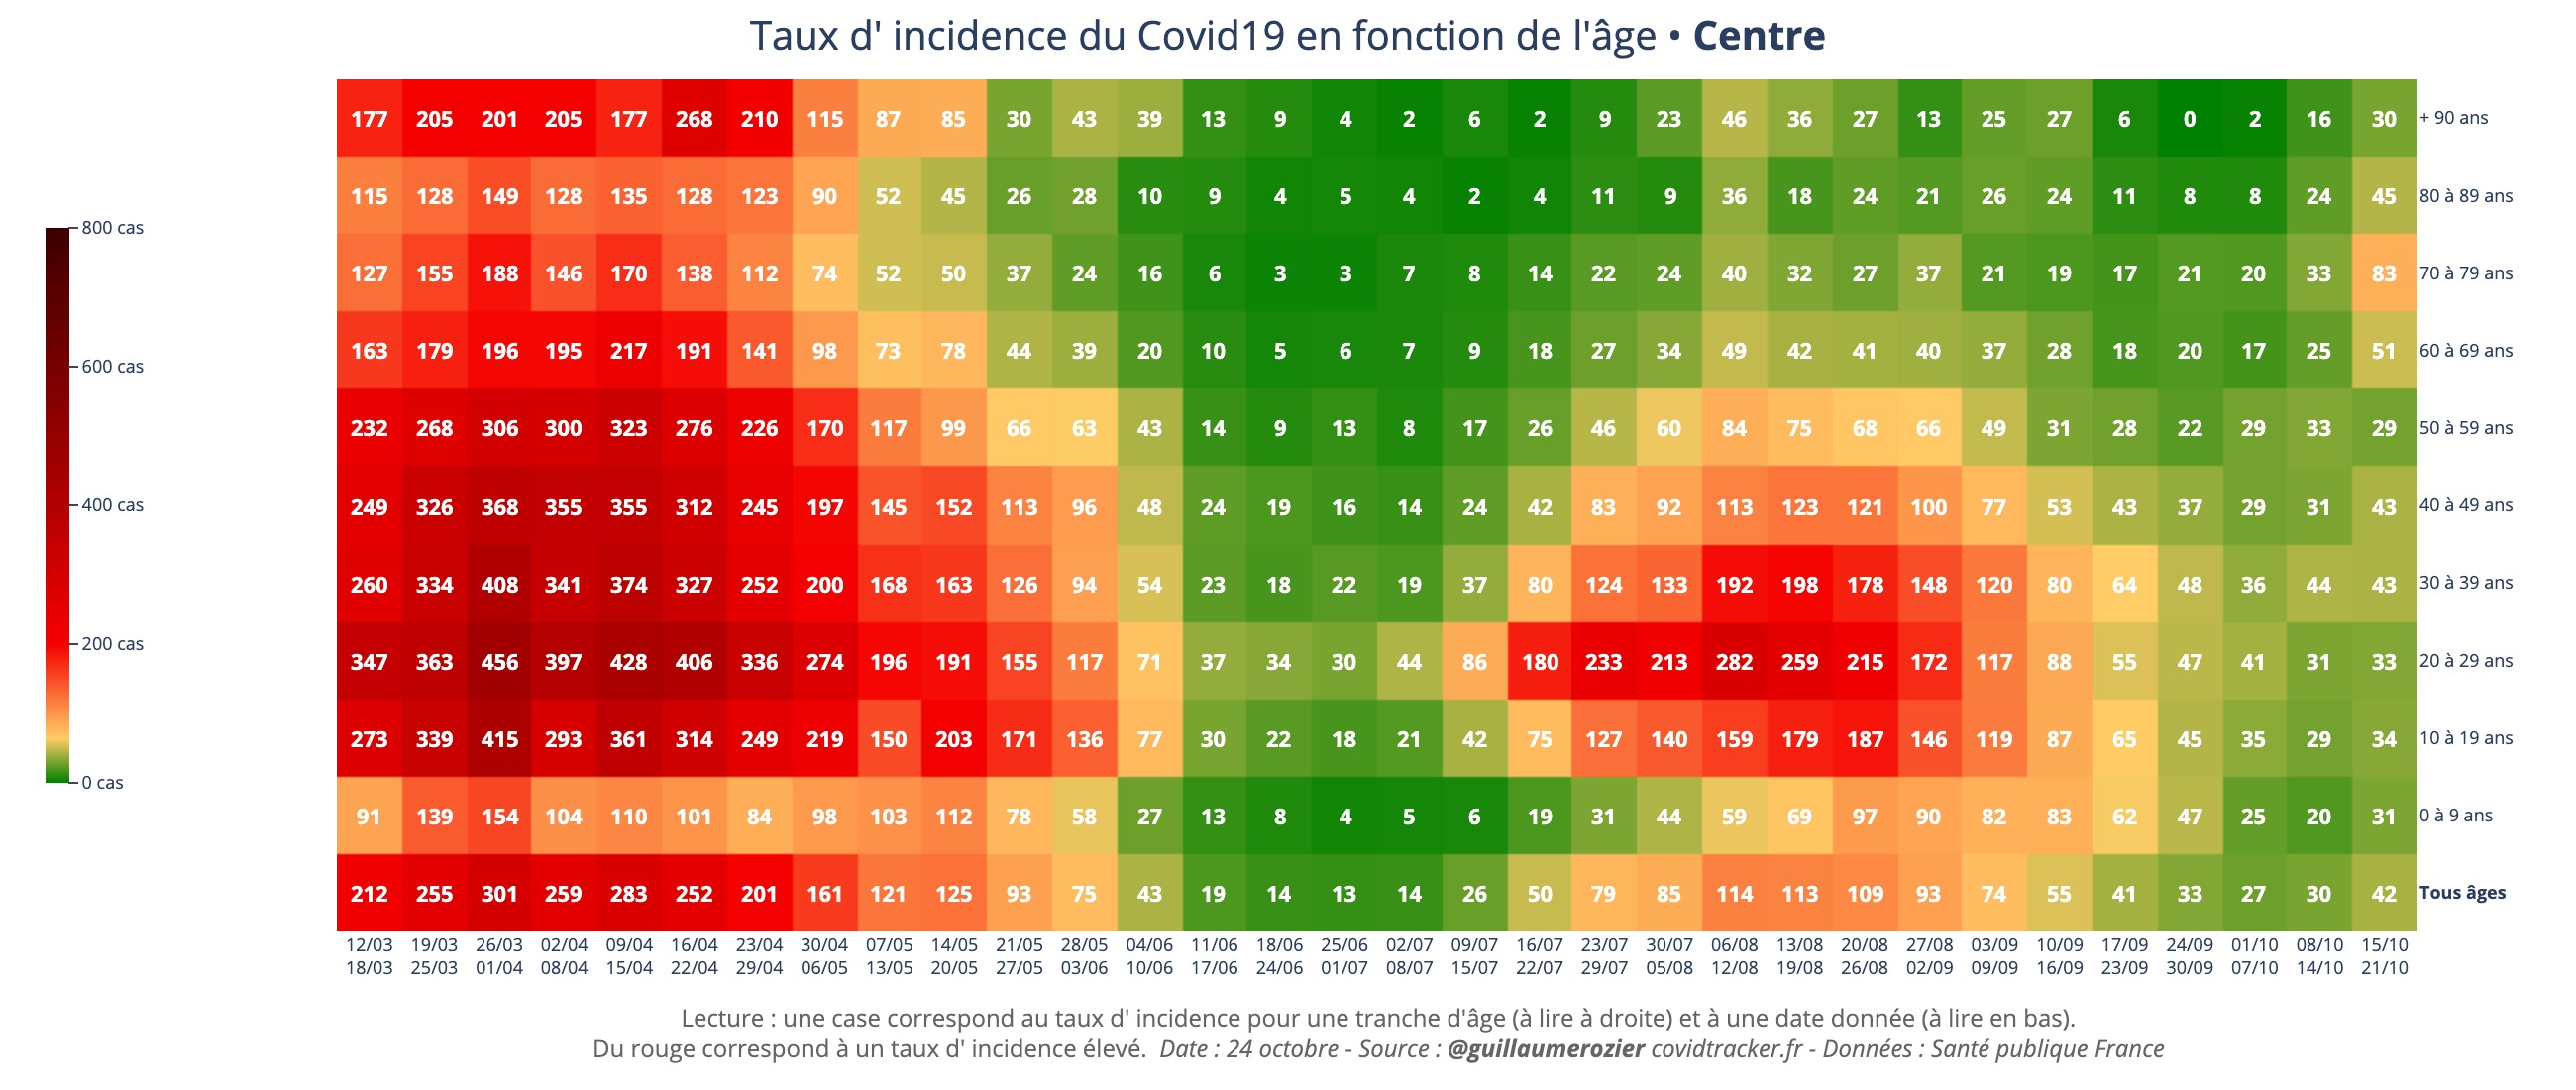 Taux d' incidence du Covid19 en fonction de l'âge • Centre
177 205 201 205 177 268 210 115 87 85 30 43 39 13 9 4 2 6 2 9 23 46 36 27 13 25 27 6 0 2 16 30 + 90 ans
115 128 149 128 135 128 123 90 52 45 26 28 10 9 4 5 4 2 4 11 9 36 18 24 21 26 24 11 8 8 24 45 80 à 89 ans
800 cas
127 155 188 146 170 138 112 74 52 50 37 24 16 6 3 3 7 8 14 22 24 40 32 27 37 21 19 17 21 20 33 83 70 à 79 ans
163 179 196 195 217 191 141 98 73 78 44 39 20 10 5 6 7 9 18 27 34 49 42 41 40 37 28 18 20 17 25 51 60 à 69 ans
600 cas
232 268 306 300 323 276 226 170 117 99 66 63 43 14 9 13 8 17 26 46 60 84 75 68 66 49 31 28 22 29 33 29 50 à 59 ans
400 cas
249 326 368 355 355 312 245 197 145 152 113 96 48 24 19 16 14 24 42 83 92 113 123 121 100 77 53 43 37 29 31 43 40 à 49 ans
260 334 408 341 374 327 252 200 168 163 126 94 54 23 18 22 19 37 80 124 133 192 198 178 148 120 80 64 48 36 44 43 30 à 39 ans
200 cas
347 363 456 397 428 406 336 274 196 191 155 117 71 37 34 30 44 86 180 233 213 282 259 215 172 117 88 55 47 41 31 33 20 à 29 ans
273 339 415 293 361 314 249 219 150 203 171 136 77 30 22 18 21 42 75 127 140 159 179 187 146 119 87 65 45 35 29 34 10 à 19 ans
0 cas
91 139 154 104 110 101 84 98 103 112 78 58 27 13 8 4 5 6 19 31 44 59 69 97 90 82 83 62 47 25 20 31 0 à 9 ans
212 255 301 259 283 252 201 161 121 125 93 75 43 19 14 13 14 26 50 79 85 114 113 109 93 74 55 41 33 27 30 42 Tous âges
12/03 19/03 26/03 02/04 09/04 16/04 23/04 30/04 07/05 14/05 21/05 28/05 04/06 11/06 18/06 25/06 02/07 09/07 16/07 23/07 30/07 06/08 13/08 20/08 27/08 03/09 10/09 17/09 24/09 01/10 08/10 15/10
18/03 25/03 01/04 08/04 15/04 22/04 29/04 06/05 13/05 20/05 27/05 03/06 10/06 17/06 24/06 01/07 08/07 15/07 22/07 29/07 05/08 12/08 19/08 26/08 02/09 09/09 16/09 23/09 30/09 07/10 14/10 21/10
Lecture : une case correspond au taux d' incidence pour une tranche d'âge (à lire à droite) et à une date donnée (à lire en bas).
Du rouge correspond à un taux d' incidence élevé. Date : 24 octobre - Source : @guillaumerozier covidtracker.fr - Données : Santé publique France